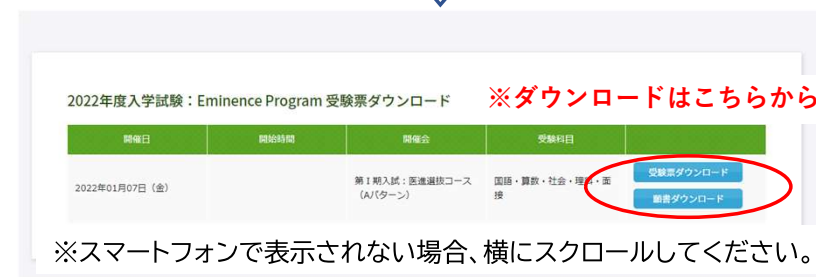 2022年度入学試験：Eminence Program 受験票ダウンロード
※ダウンロードはこちらから
開催日 開始時間 開催会 受験科目
2022年01月07日（金） 第Ⅰ期入試：医進選抜コース（Aパターン） 国語・算数・社会・理科・面接
受験票ダウンロード
願書ダウンロード
※スマートフォンで表示されない場合、横にスクロールしてください。